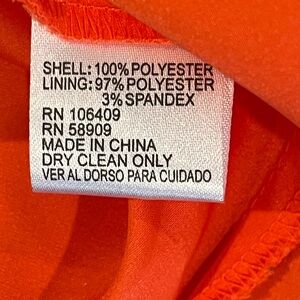 SHELL: 100% POLYESTER
LINING: 97% POLYESTER
3% SPANDEX
RN 106409
RN 58909
MADE IN CHINA
DRY CLEAN ONLY
VER AL DORSO PARA CUIDADO